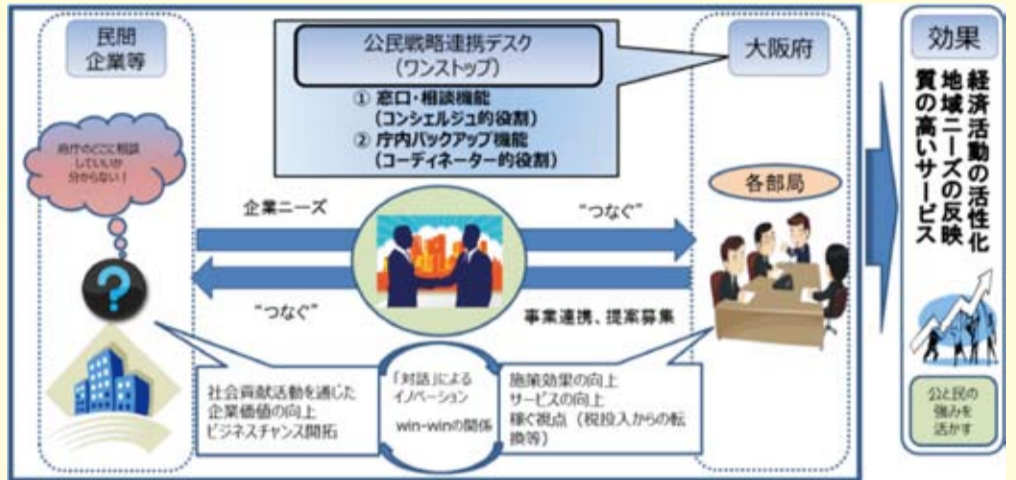 民間
企業等
公民戦略連携デスク
(ワンストップ)
① 窓口・相談機能
(コンシェルジュ的役割)
② 庁内バックアップ機能
(コーディネーター的役割)
大阪府
府庁のどこに相談
していいか
分からない!
各部局
企業ニーズ
“つなぐ”
“つなぐ”
事業連携、提案募集
社会貢献活動を通じた
企業価値の向上
ビジネスチャンス開拓
「対話」による
イノベーション
win-winの関係
施策効果の向上
サービスの向上
稼ぐ視点（税投入からの転
換等）
効果
経済活動の活性化
地域ニーズの反映
質の高いサービス
公と民の
強みを
活かす